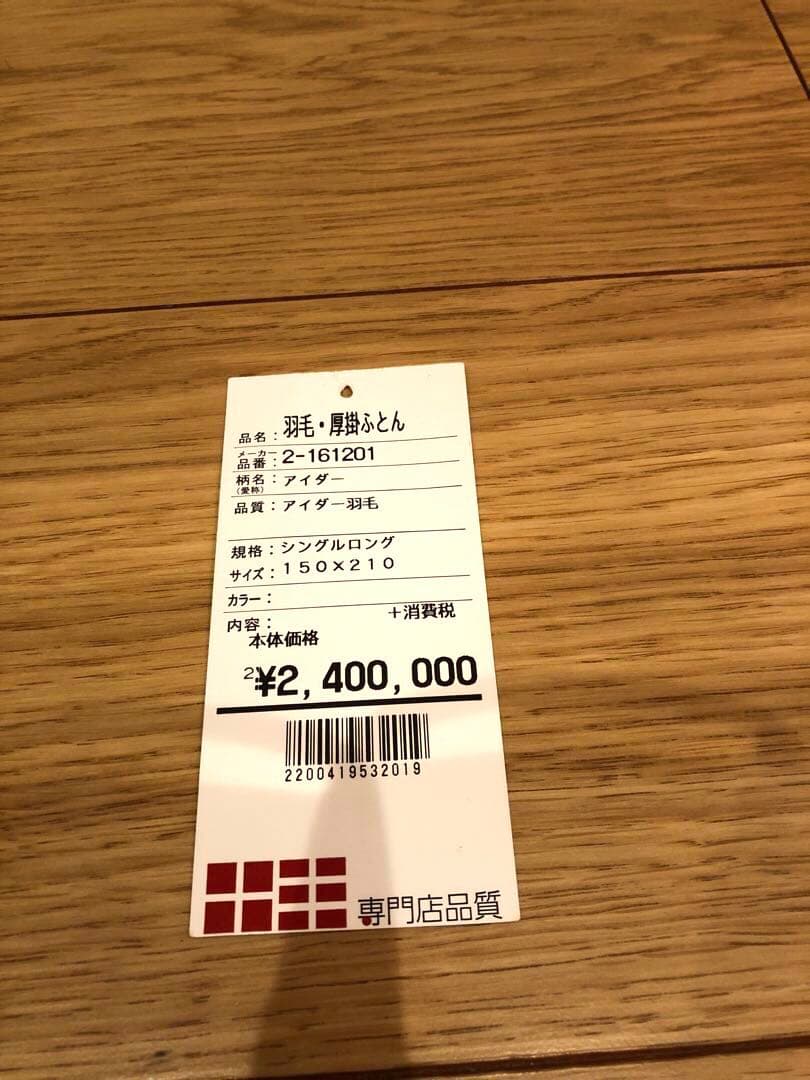 品名：羽毛・厚掛ふとん
メーカー
品番：2-161201
柄名：アイダー
(愛称)
品質：アイダー羽毛
規格：シングルロング
サイズ：150×210
カラー：
内容：
+消費税
本体価格
¥2,400,000
2200419532019
専門店品質